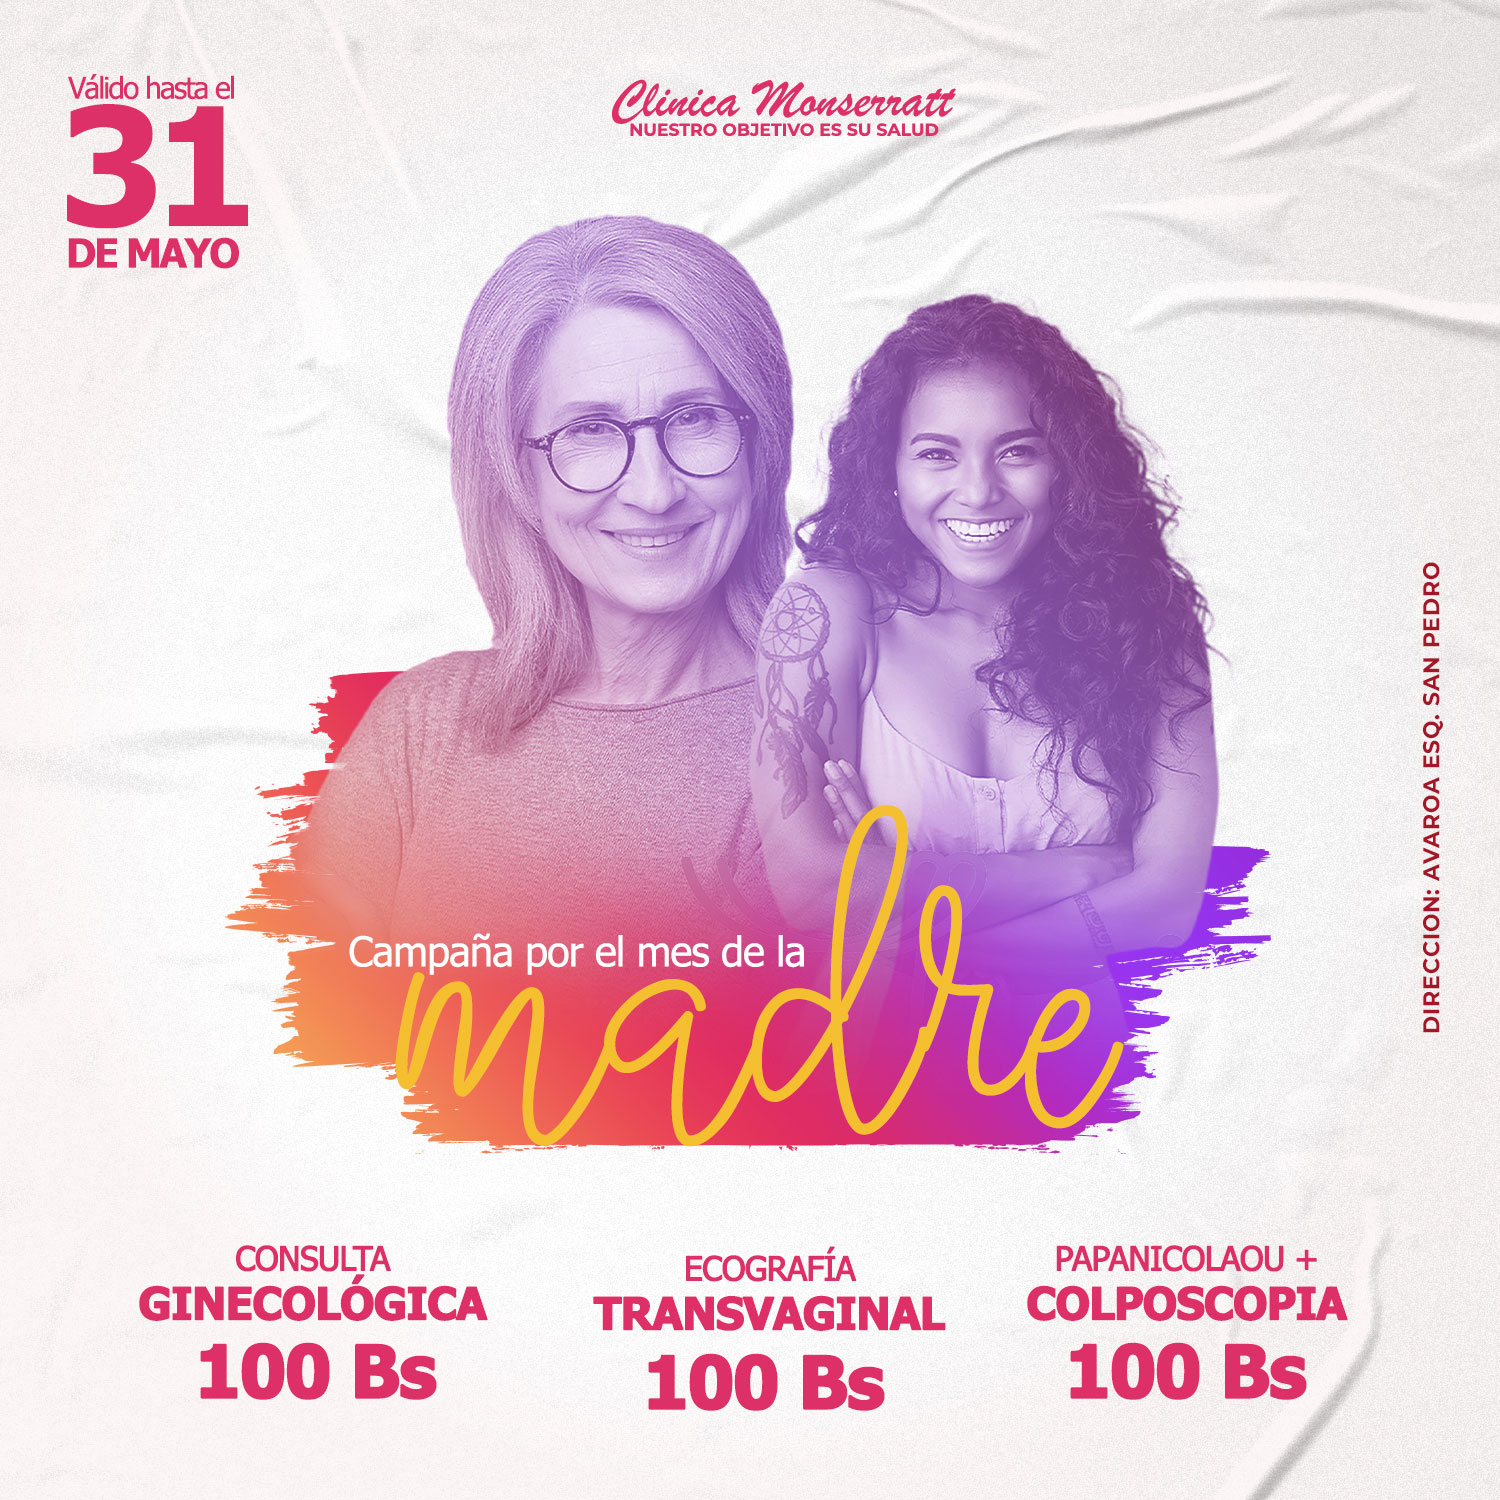 Válido hasta el
31
DE MAYO
Clinica Monserratt
NUESTRO OBJETIVO ES SU SALUD
DIRECCION: AVAROA ESQ. SAN PEDRO
Campaña por el mes de la
madre
CONSULTA
GINECOLÓGICA
100 Bs
ECOGRAFÍA
TRANSVAGINAL
100 Bs
PAPANICOLAOU +
COLPOSCOPIA
100 Bs